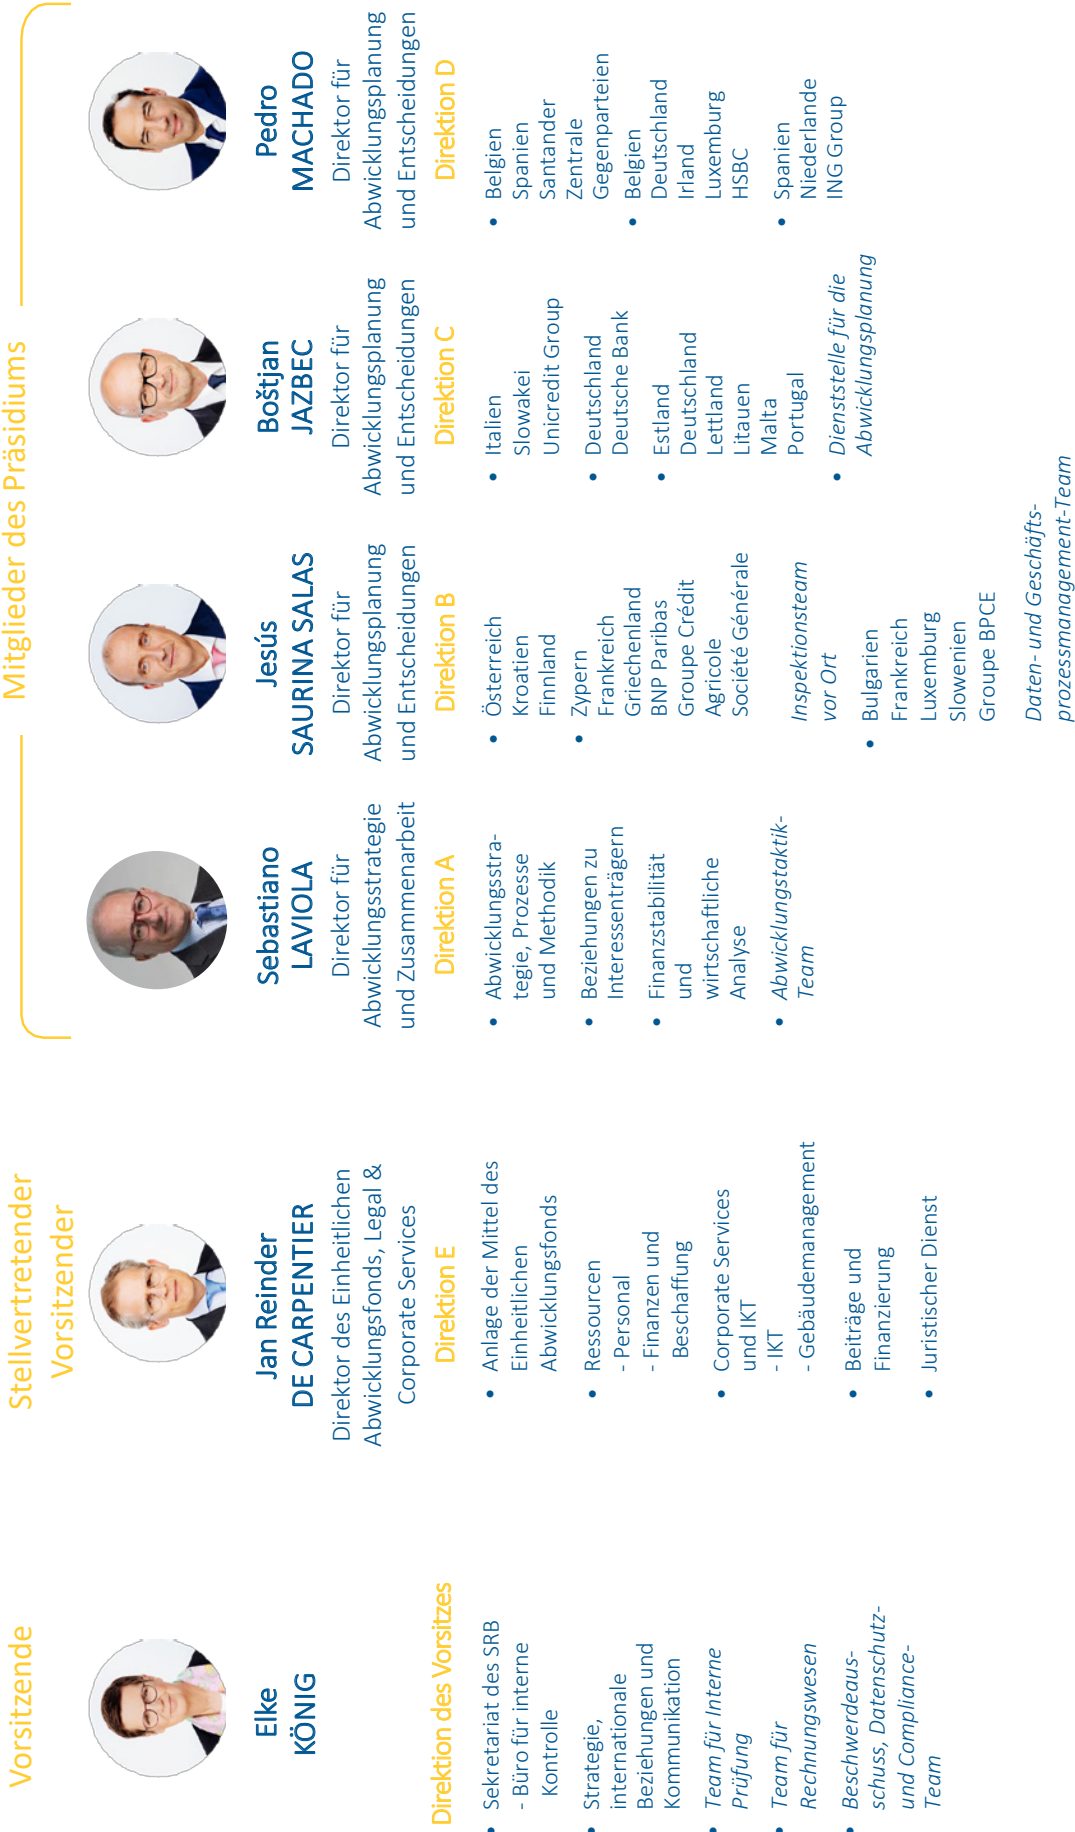 Vorsitzende
Elke
KÖNIG
Direktion des Vorsitzes
• Sekretariat des SRB
- Büro für interne
Kontrolle
• Strategie,
internationale
Beziehungen und
Kommunikation
• Team für Interne
Prüfung
• Team für
Rechnungswesen
• Beschwerdeaus-
schuss, Datenschutz-
und Compliance-
Team
Stellvertretender
Vorsitzender
Jan Reinder
DE CARPENTIER
Direktor des Einheitlichen
Abwicklungsfonds, Legal &
Corporate Services
Direktion E
• Anlage der Mittel des
Einheitlichen
Abwicklungsfonds
• Ressourcen
- Personal
- Finanzen und
Beschaffung
• Corporate Services
und IKT
- IKT
- Gebäudemanagement
• Beiträge und
Finanzierung
• Juristischer Dienst
Mitglieder des Präsidiums
Sebastiano
LAVIOLA
Direktor für
Abwicklungsstrategie
und Zusammenarbeit
Direktion A
• Abwicklungsstra-
tegie, Prozesse
und Methodik
• Beziehungen zu
Interessenträgern
• Finanzstabilität
und
wirtschaftliche
Analyse
• Abwicklungstaktik-
Team
Jesús
SAURINA SALAS
Direktor für
Abwicklungsplanung
und Entscheidungen
Direktion B
• Österreich
Kroatien
Finnland
• Zypern
Frankreich
Griechenland
BNP Paribas
Groupe Crédit
Agricole
Société Générale
Inspektionsteam
vor Ort
• Bulgarien
Frankreich
Luxemburg
Slowenien
Groupe BPCE
Daten- und Geschäfts-
prozessmanagement-Team
Boštjan
JAZBEC
Direktor für
Abwicklungsplanung
und Entscheidungen
Direktion C
• Italien
Slowakei
Unicredit Group
• Deutschland
Deutsche Bank
• Estland
Deutschland
Lettland
Litauen
Malta
Portugal
• Dienststelle für die
Abwicklungsplanung
Pedro
MACHADO
Direktor für
Abwicklungsplanung
und Entscheidungen
Direktion D
• Belgien
Spanien
Santander
Zentrale
Gegenparteien
• Belgien
Deutschland
Irland
Luxemburg
HSBC
• Spanien
Niederlande
ING Group